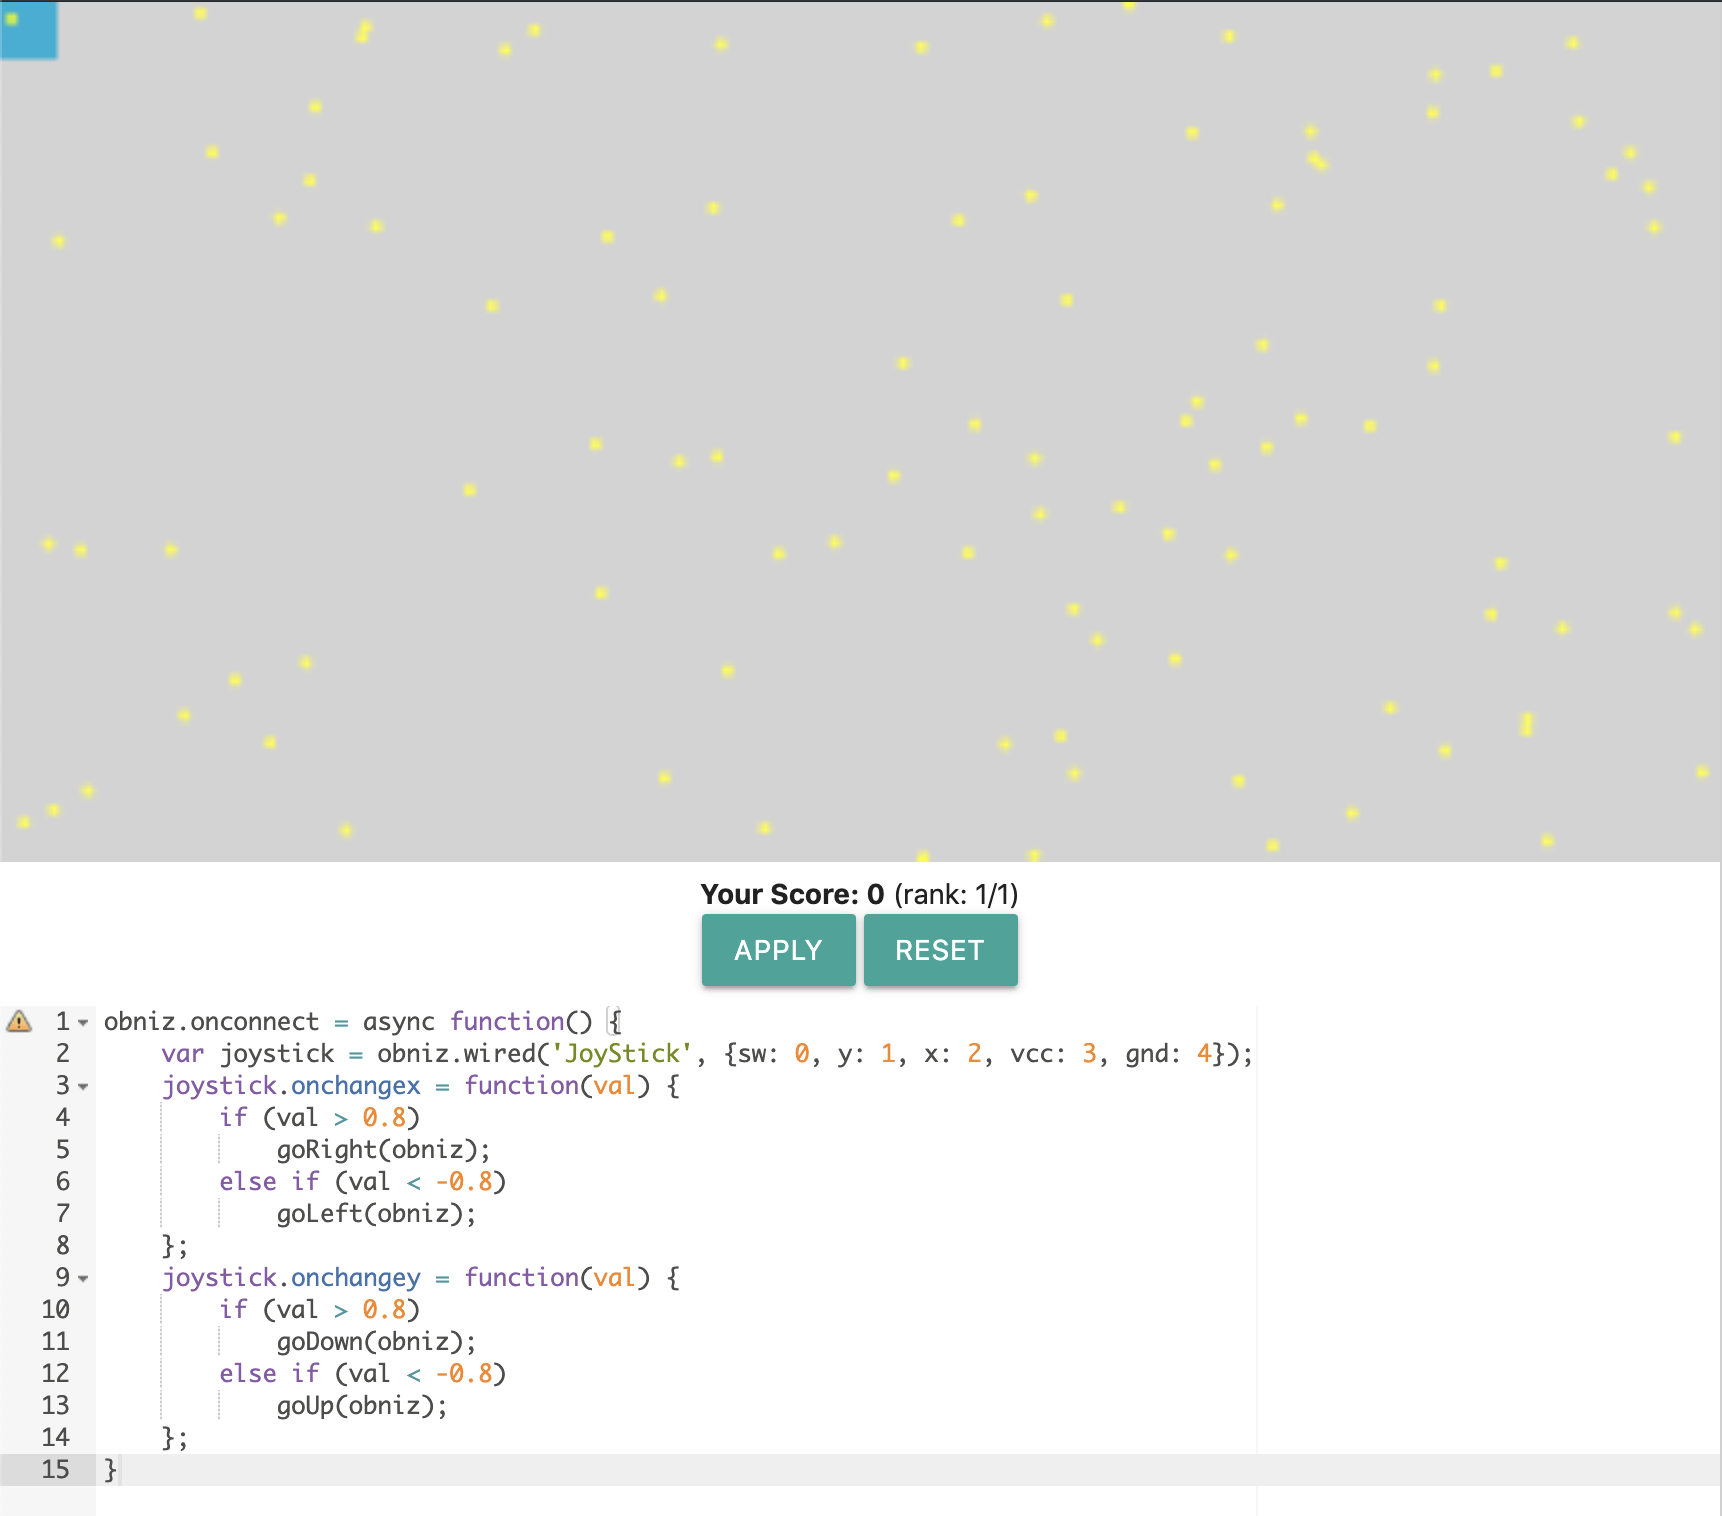 Your Score: 0 (rank: 1/1)
APPLY RESET
1 obniz.onconnect = async function() {
2     var joystick = obniz.wired('JoyStick', {sw: 0, y: 1, x: 2, vcc: 3, gnd: 4});
3     joystick.onchangex = function(val) {
4         if (val > 0.8)
5             goRight(obniz);
6         else if (val < -0.8)
7             goLeft(obniz);
8     };
9     joystick.onchangey = function(val) {
10         if (val > 0.8)
11             goDown(obniz);
12         else if (val < -0.8)
13             goUp(obniz);
14     };
15 }